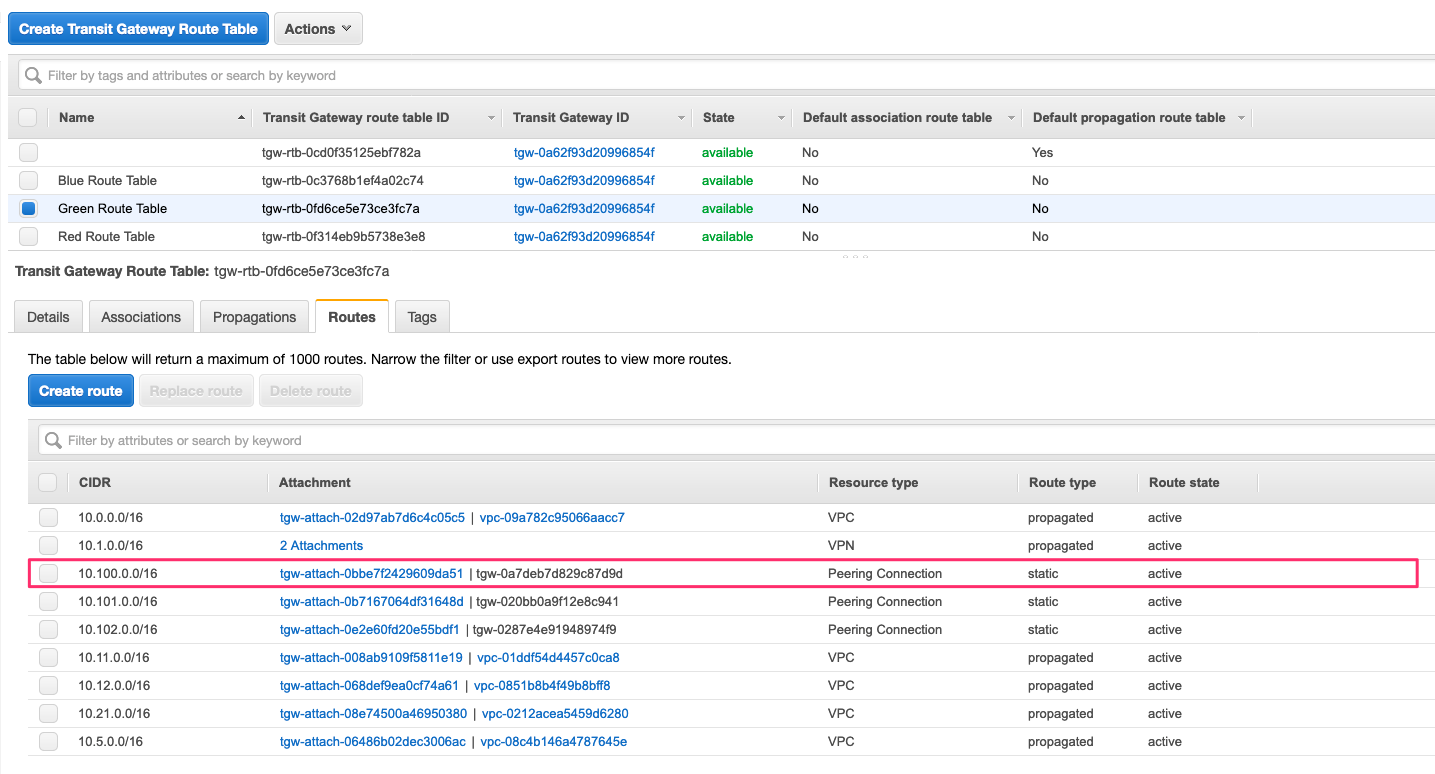 Create Transit Gateway Route Table Actions
Filter by tags and attributes or search by keyword
Name Transit Gateway route table ID Transit Gateway ID State Default association route table Default propagation route table
tgw-rtb-0cd0f35125ebf782a tgw-0a62f93d20996854f available No Yes
Blue Route Table tgw-rtb-0c3768b1ef4a02c74 tgw-0a62f93d20996854f available No No
Green Route Table tgw-rtb-0fd6ce5e73ce3fc7a tgw-0a62f93d20996854f available No No
Red Route Table tgw-rtb-0f314eb9b5738e3e8 tgw-0a62f93d20996854f available No No
Transit Gateway Route Table: tgw-rtb-0fd6ce5e73ce3fc7a
Details Associations Propagations Routes Tags
The table below will return a maximum of 1000 routes. Narrow the filter or use export routes to view more routes.
Create route Replace route Delete route
Filter by attributes or search by keyword
CIDR Attachment Resource type Route type Route state
10.0.0.0/16 tgw-attach-02d97ab7d6c4c05c5 | vpc-09a782c95066aacc7 VPC propagated active
10.1.0.0/16 2 Attachments VPN propagated active
10.100.0.0/16 tgw-attach-0bbe7f2429609da51 | tgw-0a7deb7d829c87d9d Peering Connection static active
10.101.0.0/16 tgw-attach-0b7167064df31648d | tgw-020bb0a9f12e8c941 Peering Connection static active
10.102.0.0/16 tgw-attach-0e2e60fd20e55bdf1 | tgw-0287e4e91948974f9 Peering Connection static active
10.11.0.0/16 tgw-attach-008ab9109f5811e19 | vpc-01ddf54d4457c0ca8 VPC propagated active
10.12.0.0/16 tgw-attach-068def9ea0cf74a61 | vpc-0851b8b4f49b8bff8 VPC propagated active
10.21.0.0/16 tgw-attach-08e74500a46950380 | vpc-0212acea5459d6280 VPC propagated active
10.5.0.0/16 tgw-attach-06486b02dec3006ac | vpc-08c4b146a4787645e VPC propagated active